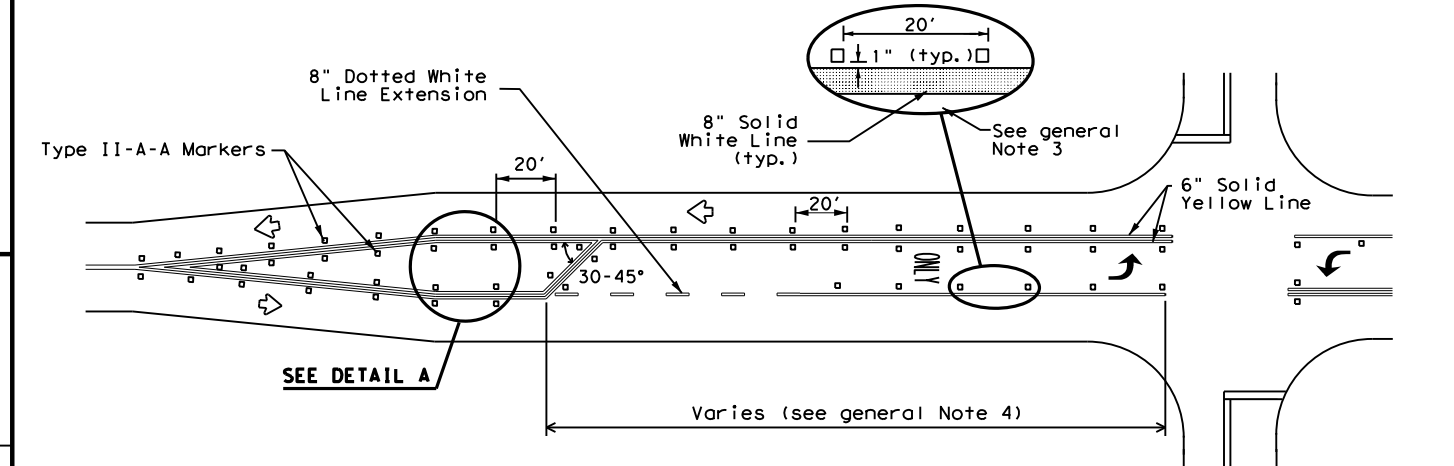 20'
1" (typ.)
8" Dotted White
Line Extension
8" Solid
White Line
(typ.)
See general
Note 3
Type II-A-A Markers
20'
6" Solid
Yellow Line
20'
30-45°
ONLY
SEE DETAIL A
Varies (see general Note 4)